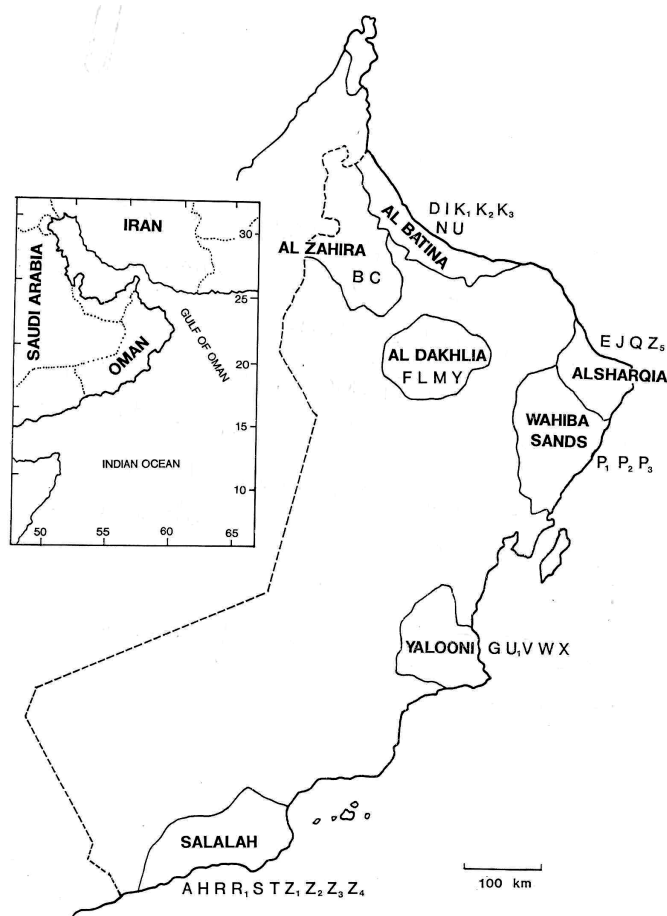 D I K₁ K₂ K₃
N U
AL BATINA
AL ZAHIRA
B C
AL DAKHLIA
F L M Y
E J Q Z₅
ALSHARQIA
WAHIBA
SANDS
P₁ P₂ P₃
YALOONI
G U₁ V W X
SALALAH
A H R R₁ S T Z₁ Z₂ Z₃ Z₄
100 km
IRAN
SAUDI ARABIA
OMAN
GULF OF OMAN
INDIAN OCEAN
30
25
20
15
10
50 55 60 65